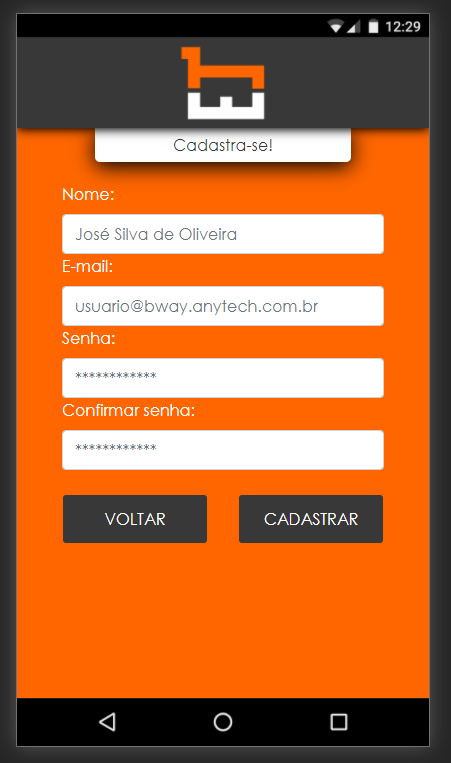 12:29
Cadastra-se!
Nome:
José Silva de Oliveira
E-mail:
usuario@bway.anytech.com.br
Senha:
************
Confirmar senha:
************
VOLTAR CADASTRAR